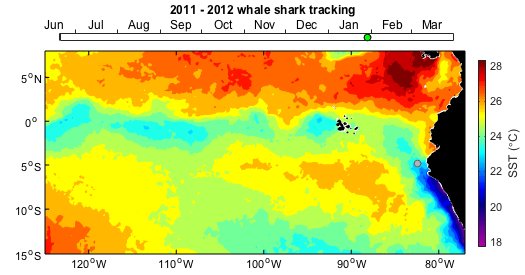 2011 - 2012 whale shark tracking
Jun Jul Aug Sep Oct Nov Dec Jan Feb Mar
5°N
0°
5°S
10°S
15°S
120°W 110°W 100°W 90°W 80°W
28
26
24
22
20
18
SST (°C)